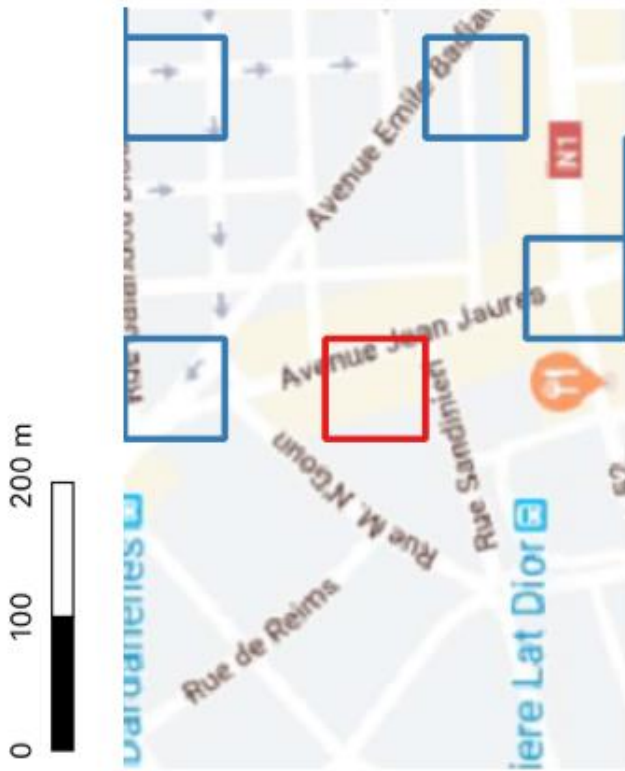 Avenue Emile Badian
N1
Avenue Jean Jaures
Rue Sandinieri
Rue M. N'Goun
Rue de Reims
Dardanelles
iere Lat Dior
0 100 200 m